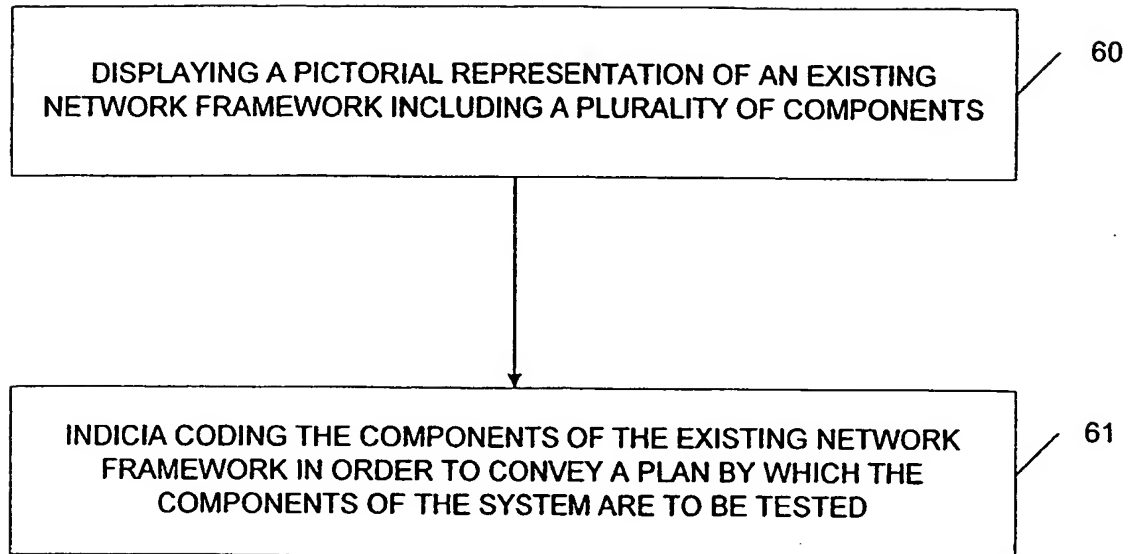 DISPLAYING A PICTORIAL REPRESENTATION OF AN EXISTING
NETWORK FRAMEWORK INCLUDING A PLURALITY OF COMPONENTS
60
INDICIA CODING THE COMPONENTS OF THE EXISTING NETWORK
FRAMEWORK IN ORDER TO CONVEY A PLAN BY WHICH THE
COMPONENTS OF THE SYSTEM ARE TO BE TESTED
61